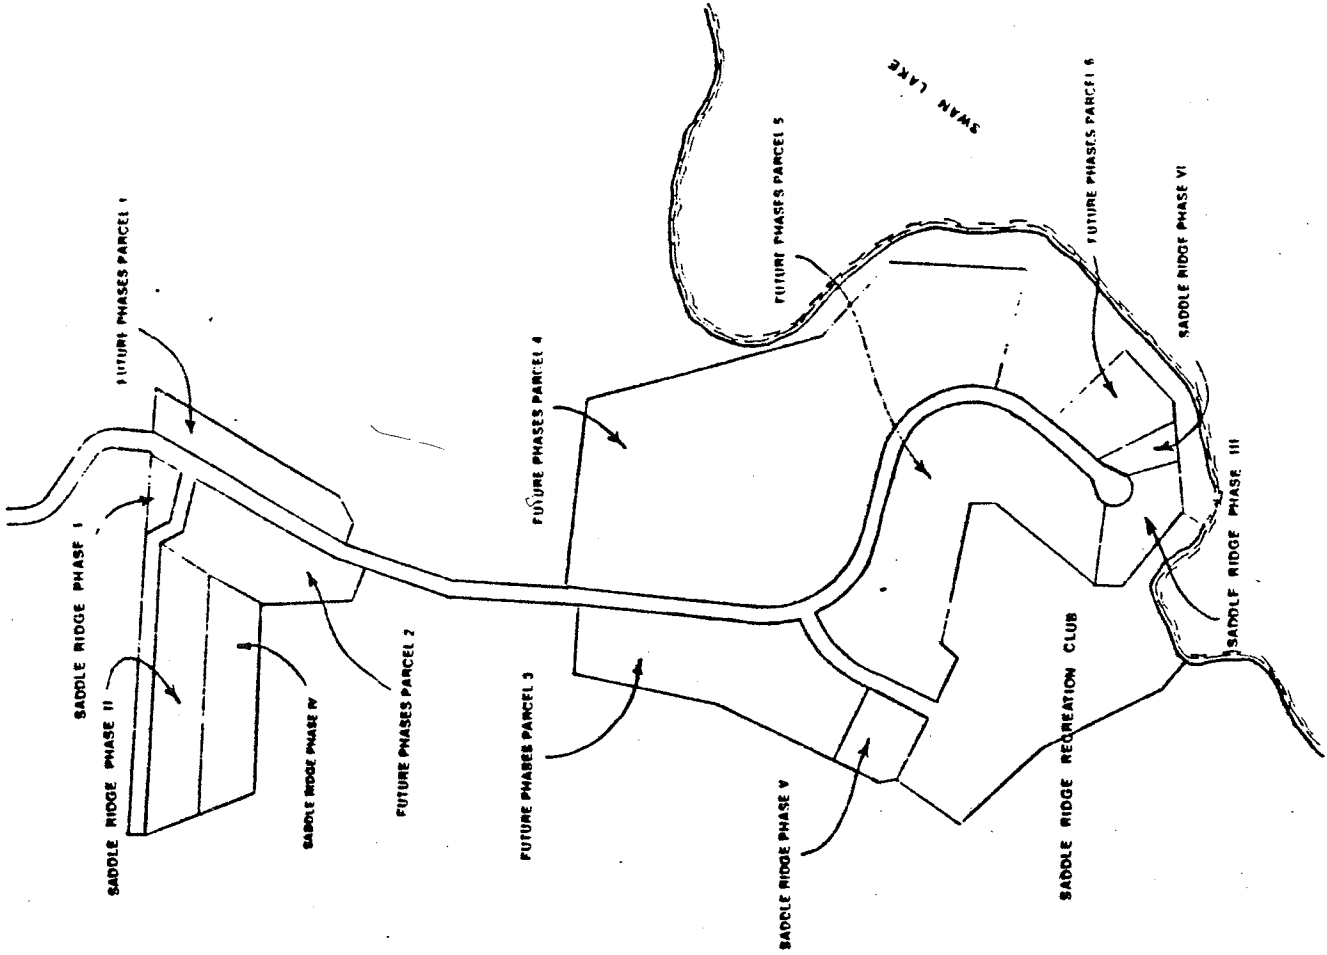 FUTURE PHASES PARCEL 1
SADDLE RIDGE PHASE I
SADDLE RIDGE PHASE II
SADDLE RIDGE PHASE IV
FUTURE PHASES PARCEL 2
FUTURE PHASES PARCEL 3
FUTURE PHASES PARCEL 4
SADDLE RIDGE PHASE V
FUTURE PHASES PARCEL 5
SWAN LAKE
SADDLE RIDGE RECREATION CLUB
FUTURE PHASES PARCEL 6
SADDLE RIDGE PHASE VI
SADDLE RIDGE PHASE III